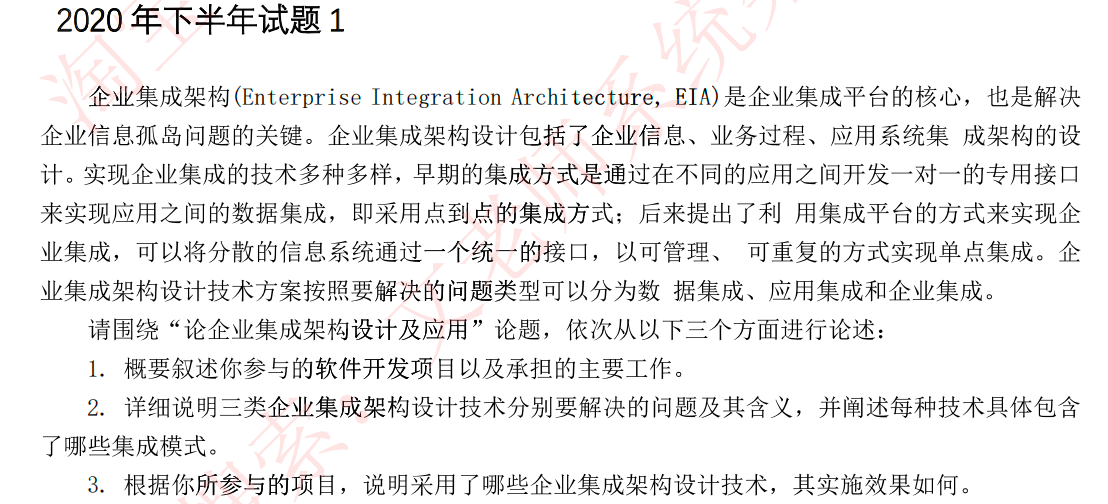 2020 年下半年试题 1
企业集成架构(Enterprise Integration Architecture, EIA)是企业集成平台的核心，也是解决
企业信息孤岛问题的关键。企业集成架构设计包括了企业信息、业务过程、应用系统集 成架构的设
计。实现企业集成的技术多种多样，早期的集成方式是通过在不同的应用之间开发一对一的专用接口
来实现应用之间的数据集成，即采用点到点的集成方式；后来提出了利 用集成平台的方式来实现企
业集成，可以将分散的信息系统通过一个统一的接口，以可管理、 可重复的方式实现单点集成。企
业集成架构设计技术方案按照要解决的问题类型可以分为数 据集成、应用集成和企业集成。
请围绕“论企业集成架构设计及应用”论题，依次从以下三个方面进行论述：
1. 概要叙述你参与的软件开发项目以及承担的主要工作。
2. 详细说明三类企业集成架构设计技术分别要解决的问题及其含义，并阐述每种技术具体包含
了哪些集成模式。
3. 根据你所参与的项目，说明采用了哪些企业集成架构设计技术，其实施效果如何。